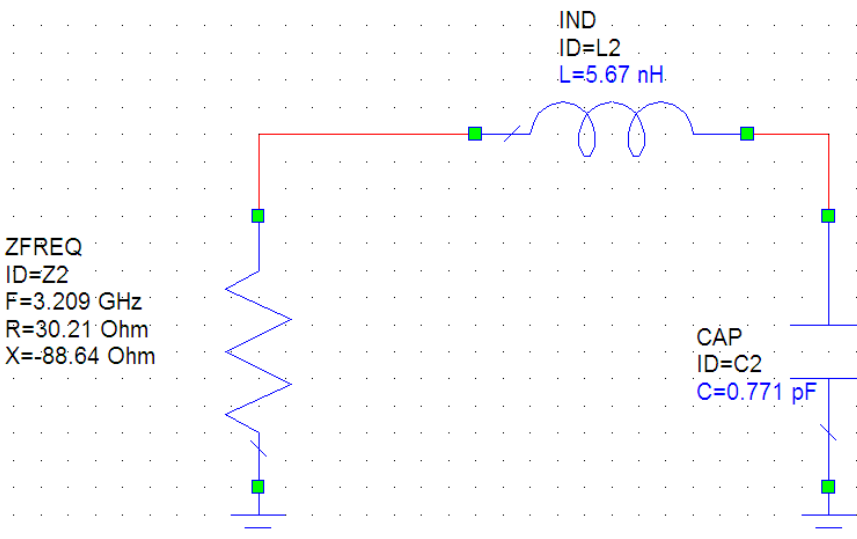 IND
ID=L2
L=5.67 nH
ZFREQ
ID=Z2
F=3.209 GHz
R=30.21 Ohm
X=-88.64 Ohm
CAP
ID=C2
C=0.771 pF